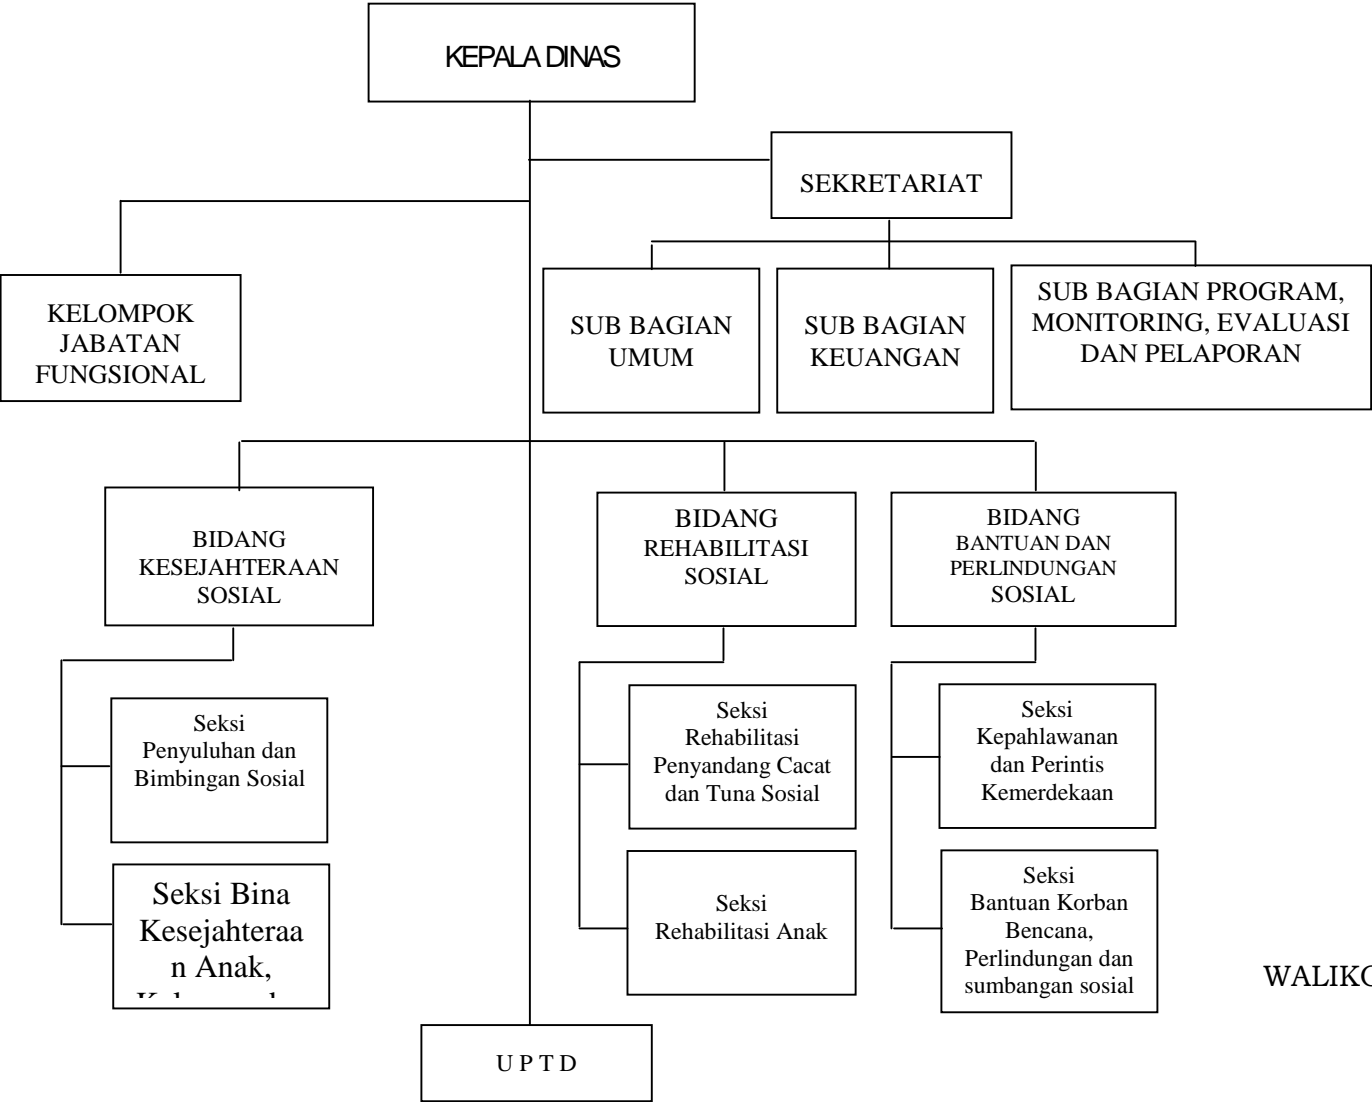 KEPALA DINAS
SEKRETARIAT
KELOMPOK
JABATAN
FUNGSIONAL
SUB BAGIAN
UMUM
SUB BAGIAN
KEUANGAN
SUB BAGIAN PROGRAM,
MONITORING, EVALUASI
DAN PELAPORAN
BIDANG
KESEJAHTERAAN
SOSIAL
BIDANG
REHABILITASI
SOSIAL
BIDANG
BANTUAN DAN
PERLINDUNGAN
SOSIAL
Seksi
Penyuluhan dan
Bimbingan Sosial
Seksi
Rehabilitasi
Penyandang Cacat
dan Tuna Sosial
Seksi
Kepahlawanan
dan Perintis
Kemerdekaan
Seksi Bina
Kesejahteraa
n Anak,
Seksi
Rehabilitasi Anak
Seksi
Bantuan Korban
Bencana,
Perlindungan dan
sumbangan sosial
WALIKO
U P T D